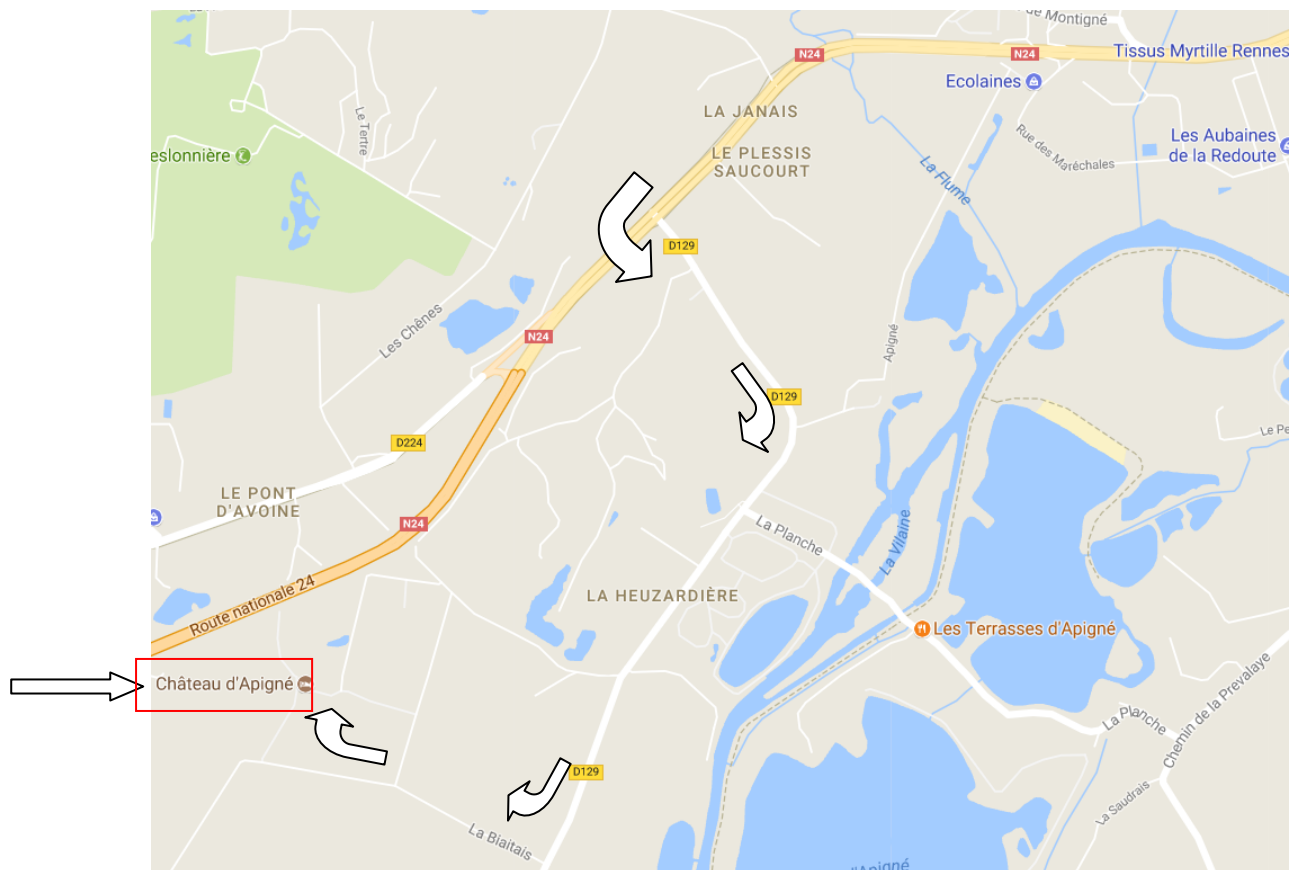 de Montigné
N24
N24
Tissus Myrtille Rennes
Ecolaines
LA JANAIS
Le Tertre
Rue des Maréchales
Les Aubaines
de la Redoute
eslonnière
LE PLESSIS
SAUCOURT
La Flume
D129
Les Chênes
N24
Apigné
D129
Le Pe
D224
LE PONT
D'AVOINE
N24
La Planche
La Vilaine
Route nationale 24
LA HEUZARDIÈRE
Les Terrasses d'Apigné
Château d'Apigné
La Planche
Chemin de la Prevalaye
D129
La Saudrais
La Biaitais
d'Apigné